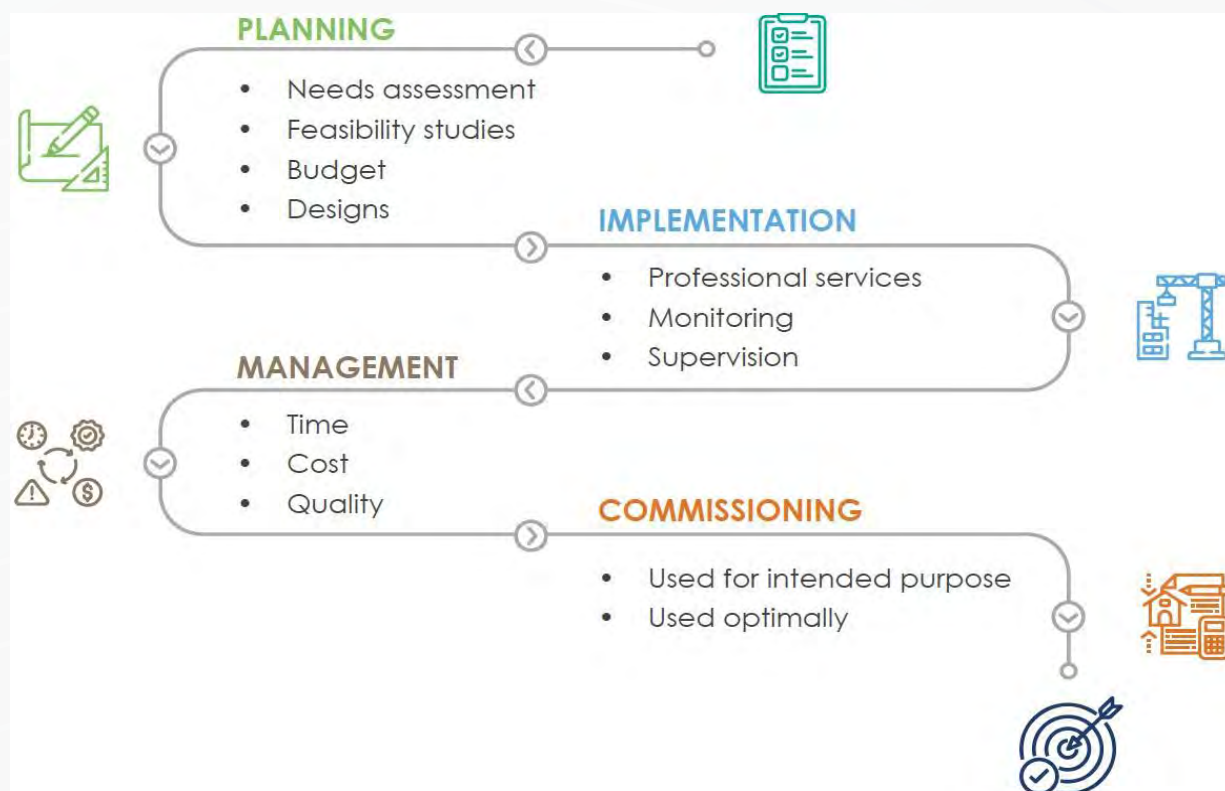 PLANNING
• Needs assessment
• Feasibility studies
• Budget
• Designs
IMPLEMENTATION
• Professional services
• Monitoring
• Supervision
MANAGEMENT
• Time
• Cost
• Quality
COMMISSIONING
• Used for intended purpose
• Used optimally